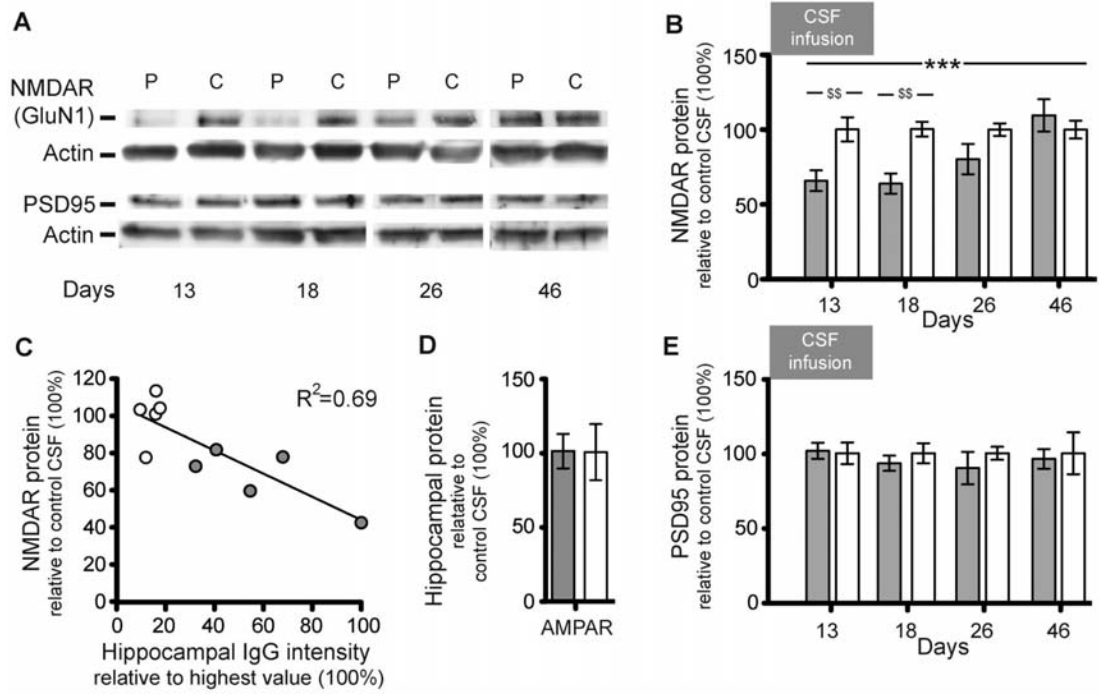 A
P C P C P C P C
NMDAR
(GluN1)
Actin
PSD95
Actin
Days 13 18 26 46
B
CSF
infusion
NMDAR protein
relative to control CSF (100%)
150
100
50
0
***
$$ $$
13 18 26 46
Days
C
NMDAR protein
relative to control CSF (100%)
120
100
80
60
40
20
0
R²=0.69
0 20 40 60 80 100
Hippocampal IgG intensity
relative to highest value (100%)
D
Hippocampal protein
relatative to
control CSF (100%)
150
100
50
0
AMPAR
E
CSF
infusion
PSD95 protein
relative to control CSF (100%)
150
100
50
0
13 18 26 46
Days